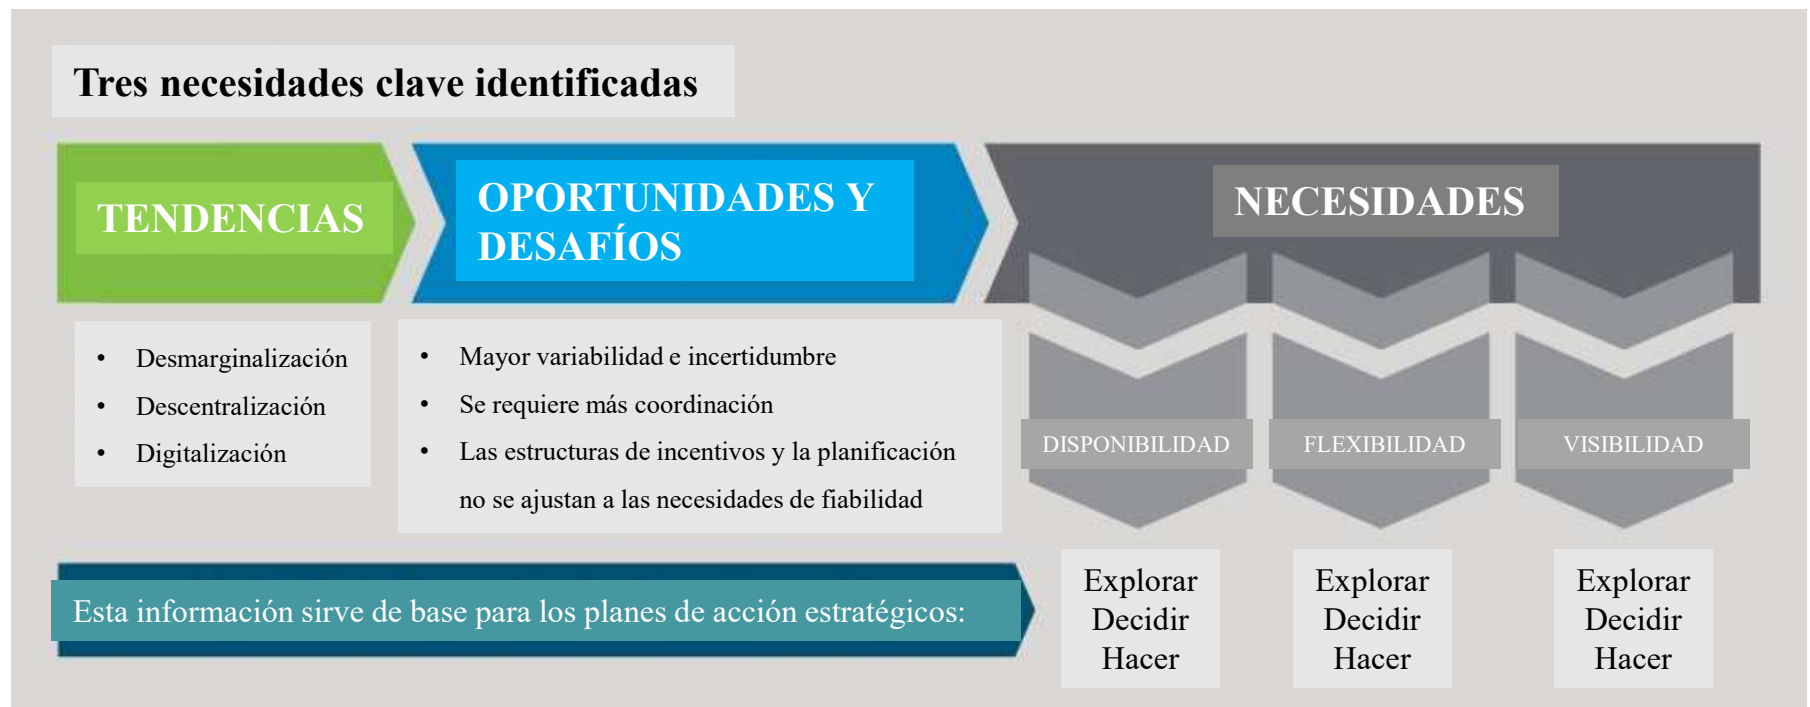 Tres necesidades clave identificadas
TENDENCIAS
OPORTUNIDADES Y
DESAFÍOS
NECESIDADES
• Desmarginalización
• Descentralización
• Digitalización
• Mayor variabilidad e incertidumbre
• Se requiere más coordinación
• Las estructuras de incentivos y la planificación
no se ajustan a las necesidades de fiabilidad
DISPONIBILIDAD
FLEXIBILIDAD
VISIBILIDAD
Esta información sirve de base para los planes de acción estratégicos:
Explorar
Decidir
Hacer
Explorar
Decidir
Hacer
Explorar
Decidir
Hacer